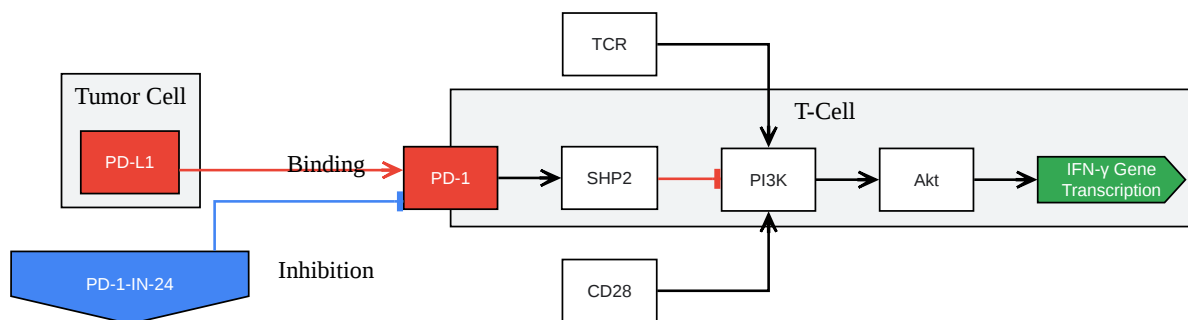 TCR
Tumor Cell
T-Cell
PD-L1
Binding
PD-1
SHP2
PI3K
Akt
IFN-γ Gene
Transcription
PD-1-IN-24
Inhibition
CD28